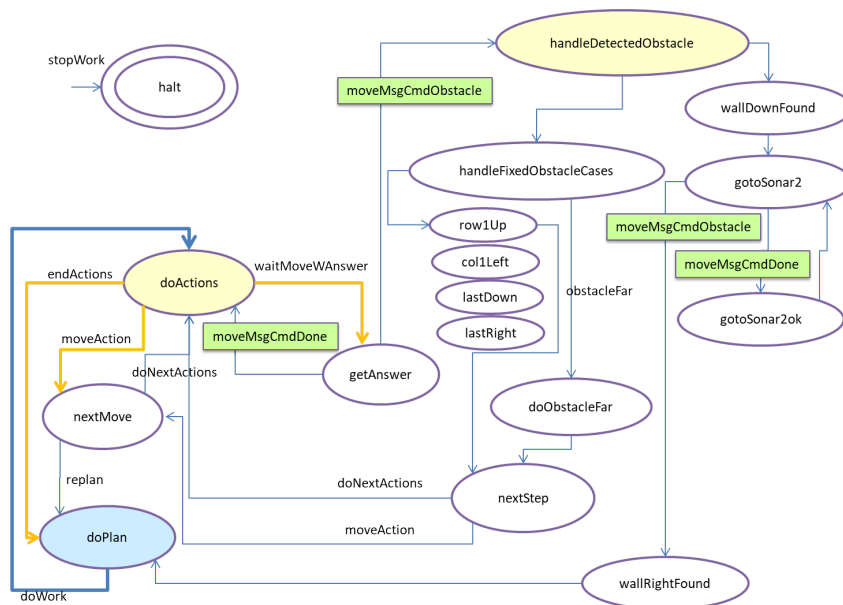 handleDetectedObstacle
stopWork
halt
moveMsgCmdObstacle
wallDownFound
handleFixedObstacleCases
gotoSonar2
row1Up
moveMsgCmdObstacle
col1Left
moveMsgCmdDone
endActions
doActions
waitMoveWAnswer
lastDown
obstacleFar
gotoSonar2ok
moveAction
moveMsgCmdDone
lastRight
doNextActions
getAnswer
nextMove
doObstacleFar
replan
doNextActions
nextStep
moveAction
doPlan
doWork
wallRightFound